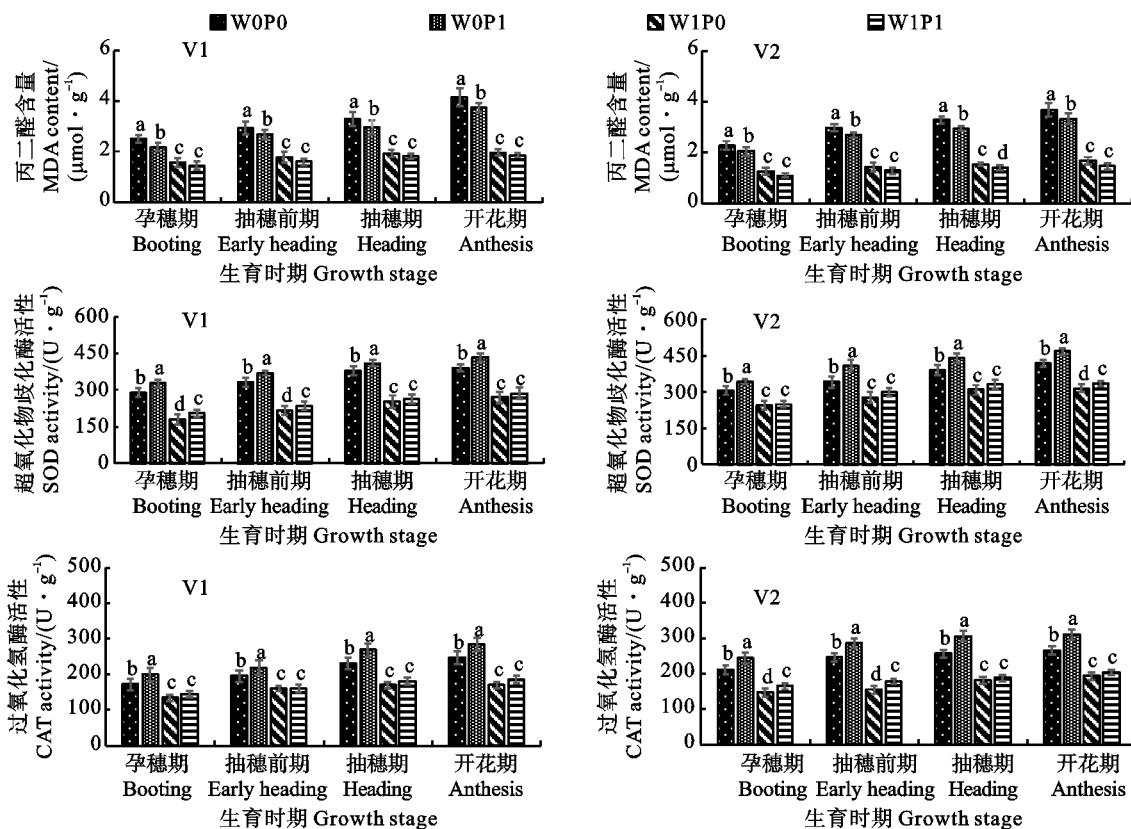 W0P0 W0P1 W1P0 W1P1
V1
丙二醛含量
MDA content/
(μmol·g⁻¹)
6
4
2
0
a b c c
a b c c
a b c c
a b c c
孕穗期 抽穗前期 抽穗期 开花期
Booting Early heading Heading Anthesis
生育时期 Growth stage
V2
丙二醛含量
MDA content/
(μmol·g⁻¹)
6
4
2
0
a b c c
a b c c
a b c d
a b c c
孕穗期 抽穗前期 抽穗期 开花期
Booting Early heading Heading Anthesis
生育时期 Growth stage
V1
超氧化物歧化酶活性
SOD activity/(U·g⁻¹)
600
450
300
150
0
b a d c
b a d c
b a c c
b a c c
孕穗期 抽穗前期 抽穗期 开花期
Booting Early heading Heading Anthesis
生育时期 Growth stage
V2
超氧化物歧化酶活性
SOD activity/(U·g⁻¹)
600
450
300
150
0
b a c c
b a c c
b a c c
b a d c
孕穗期 抽穗前期 抽穗期 开花期
Booting Early heading Heading Anthesis
生育时期 Growth stage
V1
过氧化氢酶活性
CAT activity/(U·g⁻¹)
500
400
300
200
100
0
b a c c
b a c c
b a c c
b a c c
孕穗期 抽穗前期 抽穗期 开花期
Booting Early heading Heading Anthesis
生育时期 Growth stage
V2
过氧化氢酶活性
CAT activity/(U·g⁻¹)
500
400
300
200
100
0
b a d c
b a d c
b a c c
b a c c
孕穗期 抽穗前期 抽穗期 开花期
Booting Early heading Heading Anthesis
生育时期 Growth stage